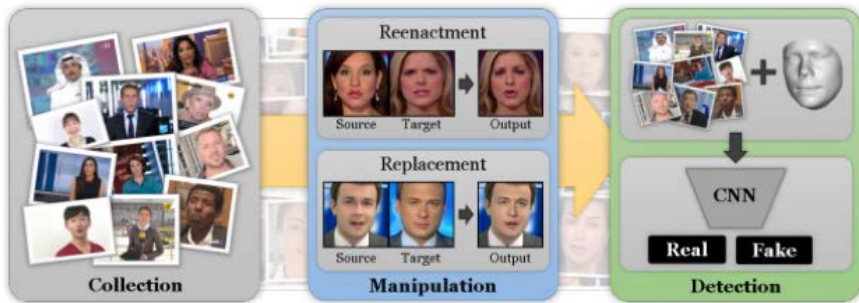 Reenactment
Source Target Output
Replacement
Source Target Output
CNN
Real Fake
Collection
Manipulation
Detection